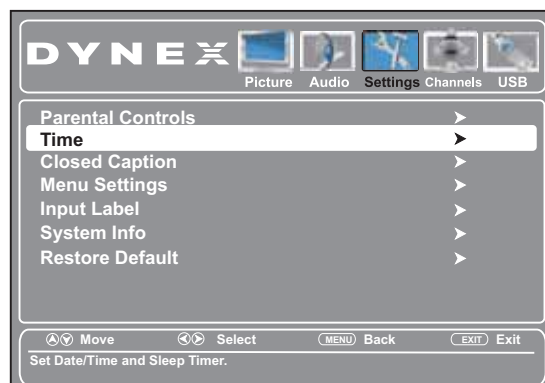 DYNEX
Picture Audio Settings Channels USB
Parental Controls
Time
Closed Caption
Menu Settings
Input Label
System Info
Restore Default
Move Select MENU Back EXIT Exit
Set Date/Time and Sleep Timer.